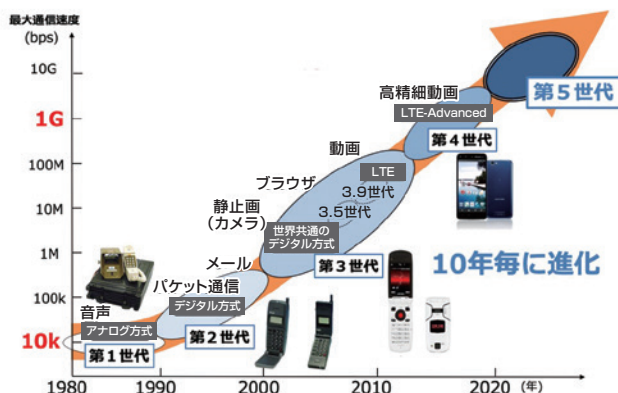 最大通信速度
(bps)
10G
1G
100M
10M
1M
100k
10k
1980
1990
2000
2010
2020
(年)
音声
アナログ方式
第1世代
パケット通信
メール
デジタル方式
第2世代
静止画
(カメラ)
ブラウザ
動画
LTE
3.9世代
3.5世代
世界共通の
デジタル方式
第3世代
高精細動画
LTE-Advanced
第4世代
第5世代
10年毎に進化